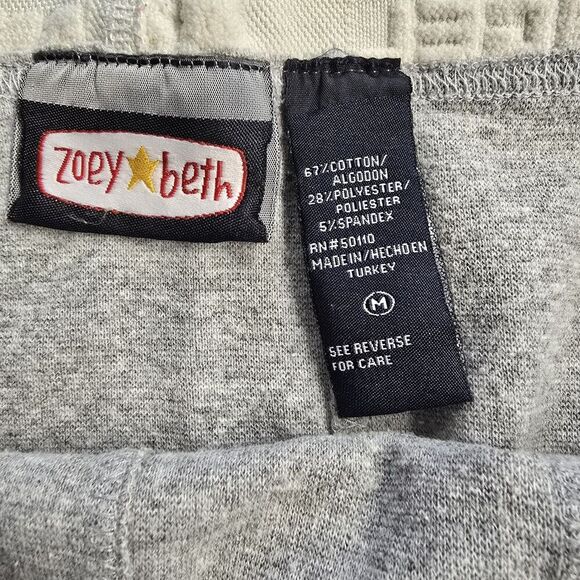 zoey beth
67%COTTON/
ALGODON
28%POLYESTER/
POLIESTER
5%SPANDEX
RN#50110
MADE IN/HECHO EN
TURKEY
M
SEE REVERSE
FOR CARE